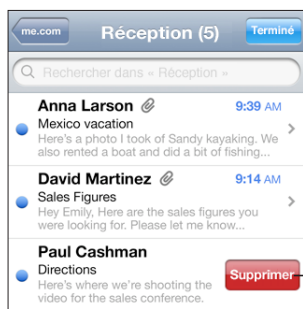 me.com
Réception (5)
Terminé
Rechercher dans « Réception »
Anna Larson
9:39 AM
Mexico vacation
Here's a photo I took of Sandy kayaking. We
also rented a boat and did a bit of fishing...
David Martinez
9:14 AM
Sales Figures
Hey Emily, Here are the sales figures you
were looking for. Please let me know...
Paul Cashman
Directions
Supprimer
Here's where we're shooting the
video for the sales conference.